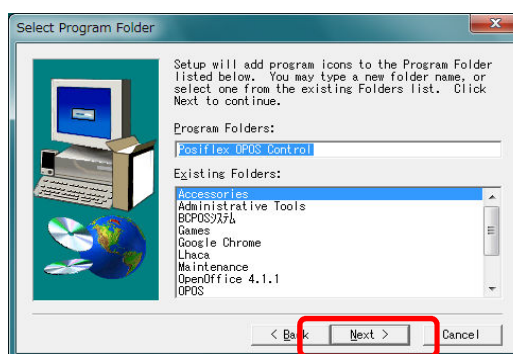 Select Program Folder
Setup will add program icons to the Program Folder
listed below.  You may type a new folder name, or
select one from the existing Folders list.  Click
Next to continue.
Program Folders:
Posiflex OPOS Control
Existing Folders:
Accessories
Administrative Tools
BCPOSシステム
Games
Google Chrome
Lhaca
Maintenance
OpenOffice 4.1.1
OPOS
< Back
Next >
Cancel